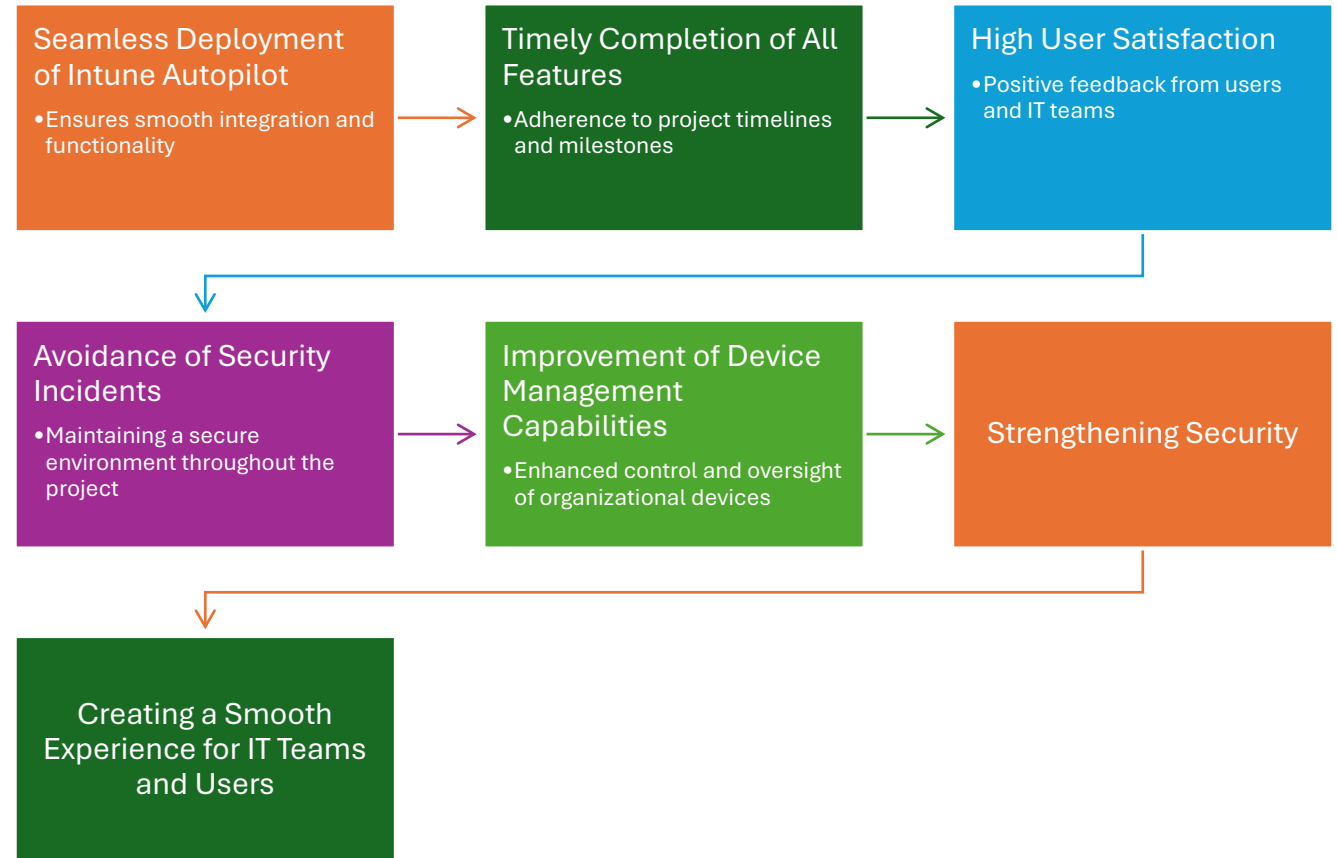 Seamless Deployment
of Intune Autopilot
•Ensures smooth integration and
functionality
Timely Completion of All
Features
•Adherence to project timelines
and milestones
High User Satisfaction
•Positive feedback from users
and IT teams
Avoidance of Security
Incidents
•Maintaining a secure
environment throughout the
project
Improvement of Device
Management
Capabilities
•Enhanced control and oversight
of organizational devices
Strengthening Security
Creating a Smooth
Experience for IT Teams
and Users